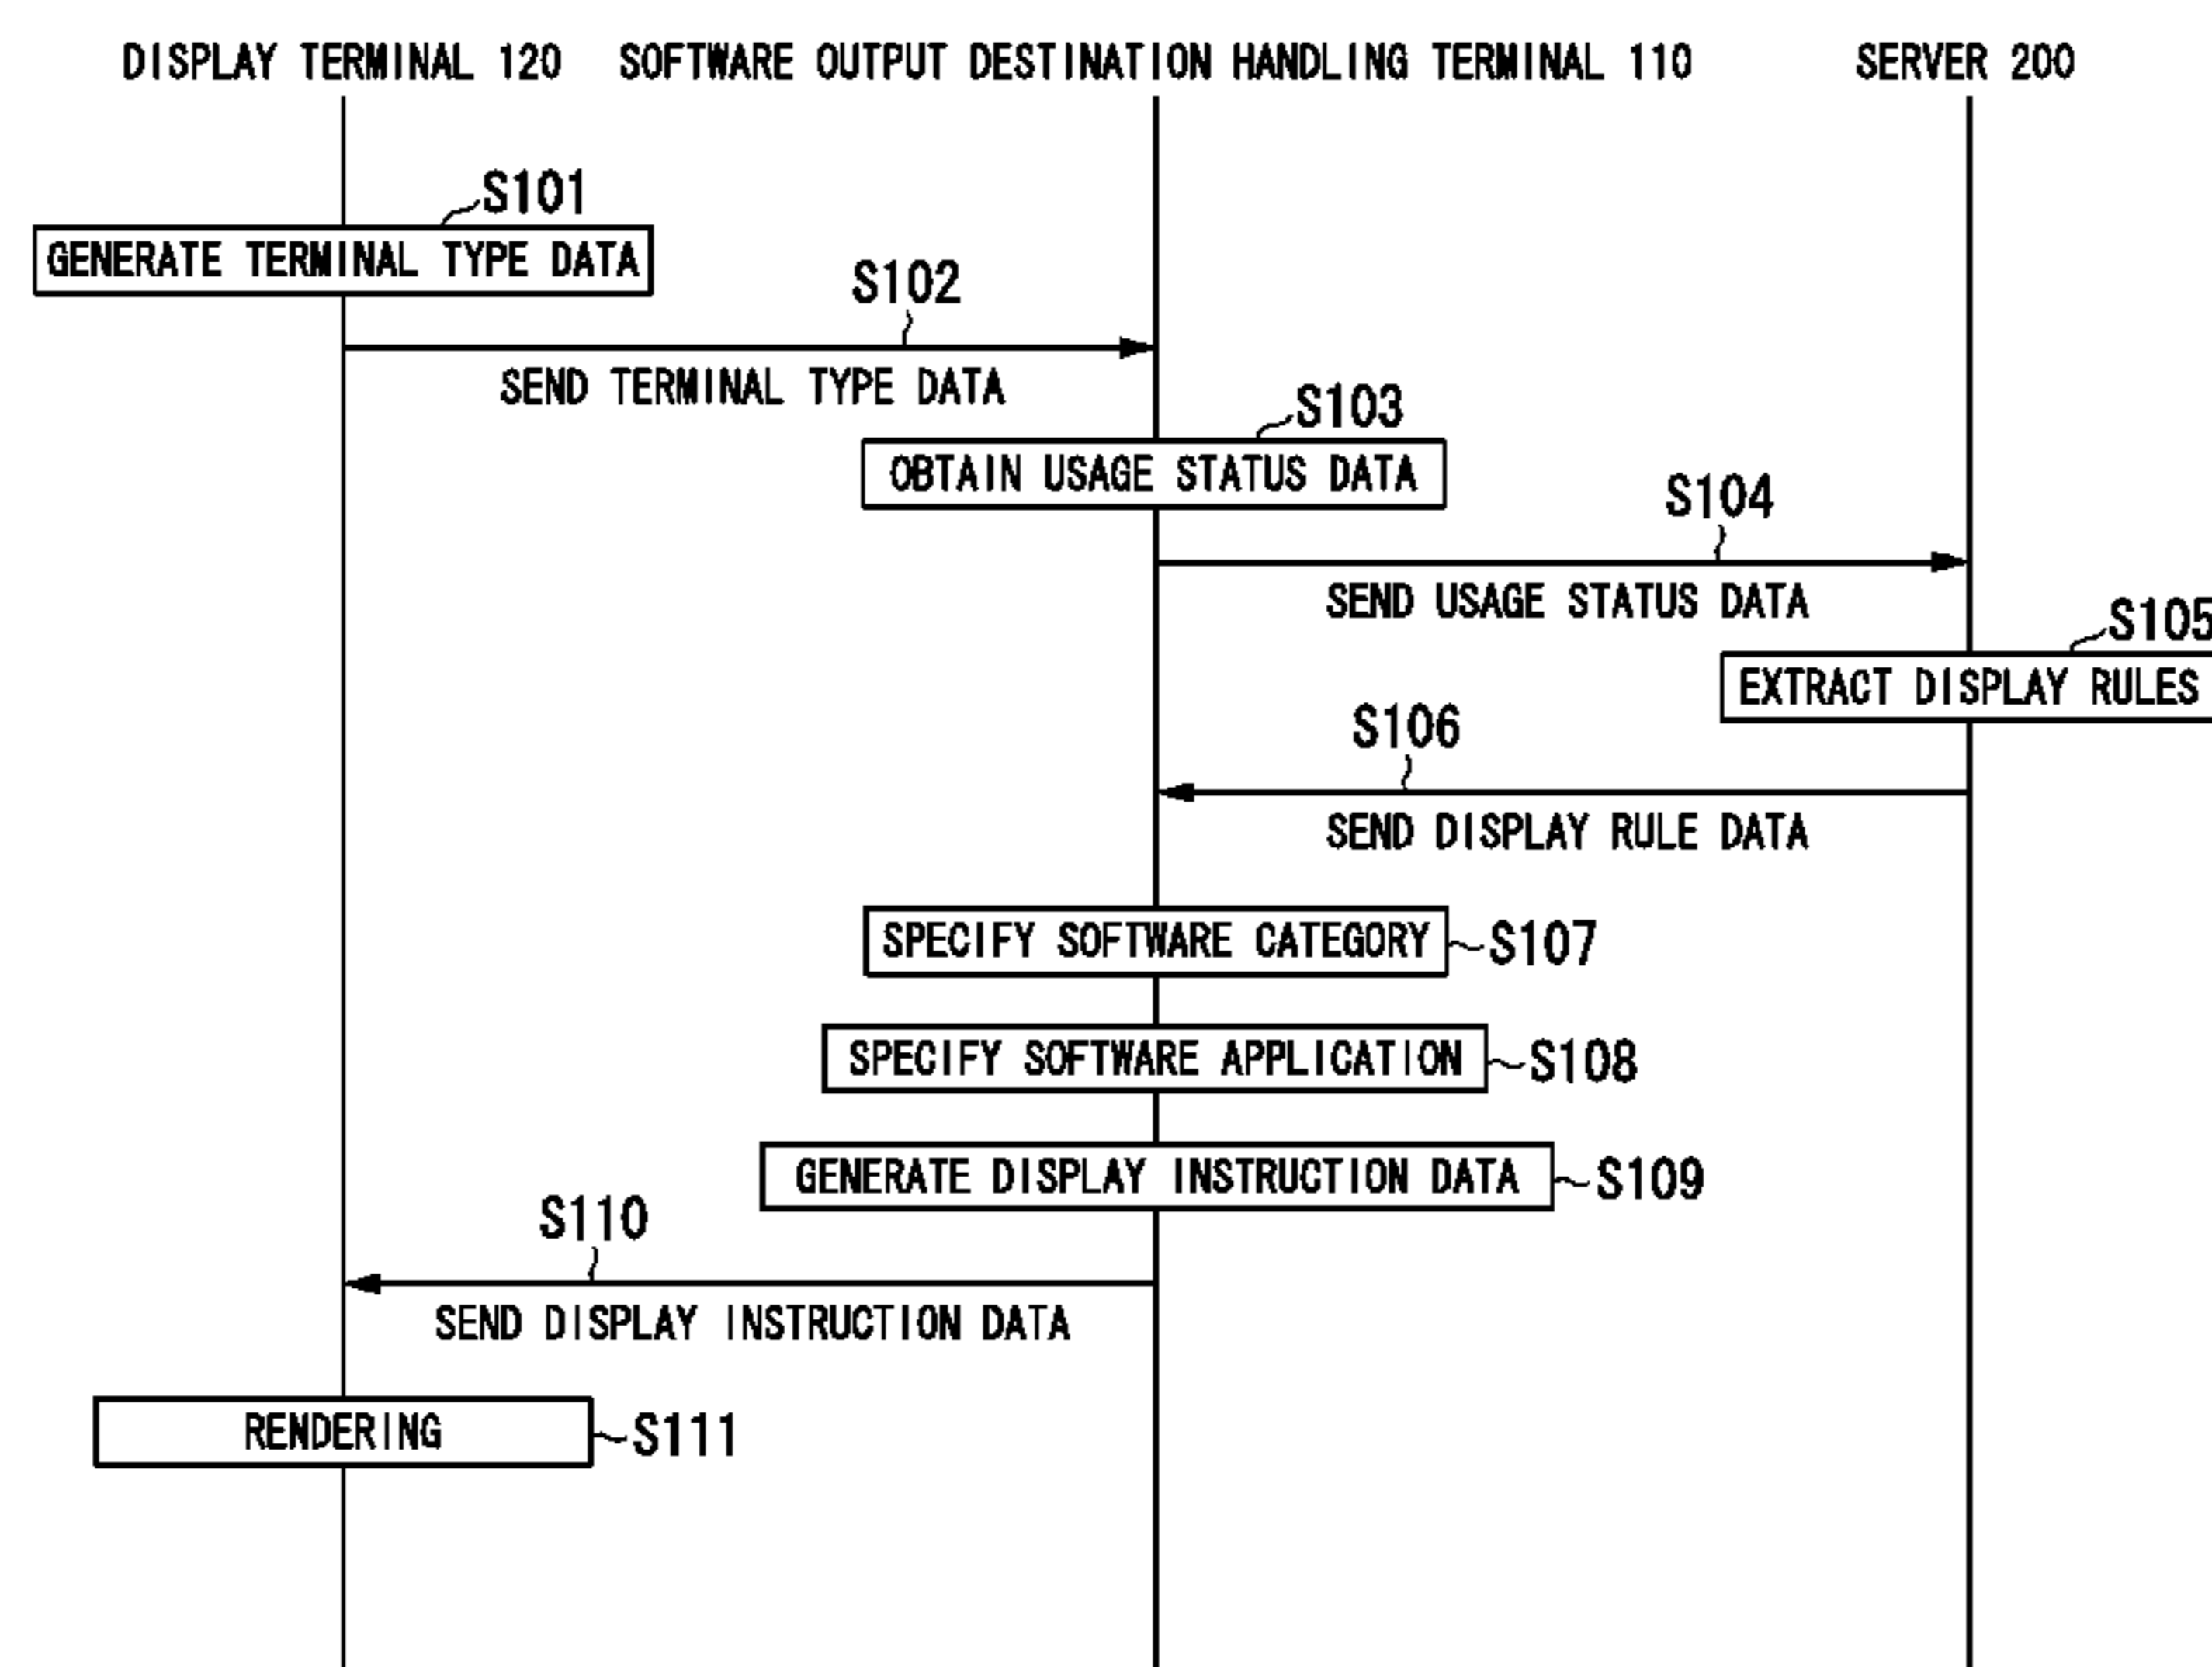 DISPLAY TERMINAL 120 SOFTWARE OUTPUT DESTINATION HANDLING TERMINAL 110 SERVER 200
S101
GENERATE TERMINAL TYPE DATA
S102
SEND TERMINAL TYPE DATA
S103
OBTAIN USAGE STATUS DATA
S104
SEND USAGE STATUS DATA
S105
EXTRACT DISPLAY RULES
S106
SEND DISPLAY RULE DATA
SPECIFY SOFTWARE CATEGORY S107
SPECIFY SOFTWARE APPLICATION S108
GENERATE DISPLAY INSTRUCTION DATA S109
S110
SEND DISPLAY INSTRUCTION DATA
RENDERING S111